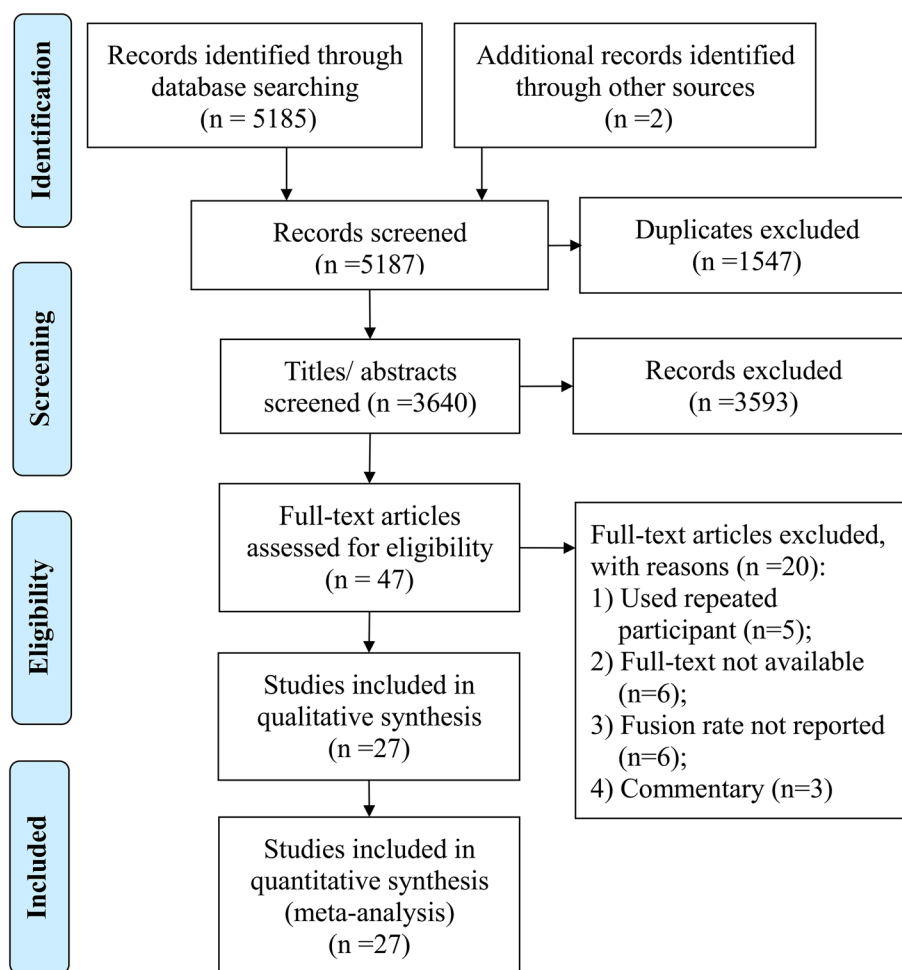 Identification
Records identified through
database searching
(n = 5185)
Additional records identified
through other sources
(n =2)
Records screened
(n =5187)
Duplicates excluded
(n =1547)
Screening
Titles/ abstracts
screened (n =3640)
Records excluded
(n =3593)
Eligibility
Full-text articles
assessed for eligibility
(n = 47)
Full-text articles excluded,
with reasons (n =20):
1) Used repeated
participant (n=5);
2) Full-text not available
(n=6);
3) Fusion rate not reported
(n=6);
4) Commentary (n=3)
Studies included in
qualitative synthesis
(n =27)
Included
Studies included in
quantitative synthesis
(meta-analysis)
(n =27)